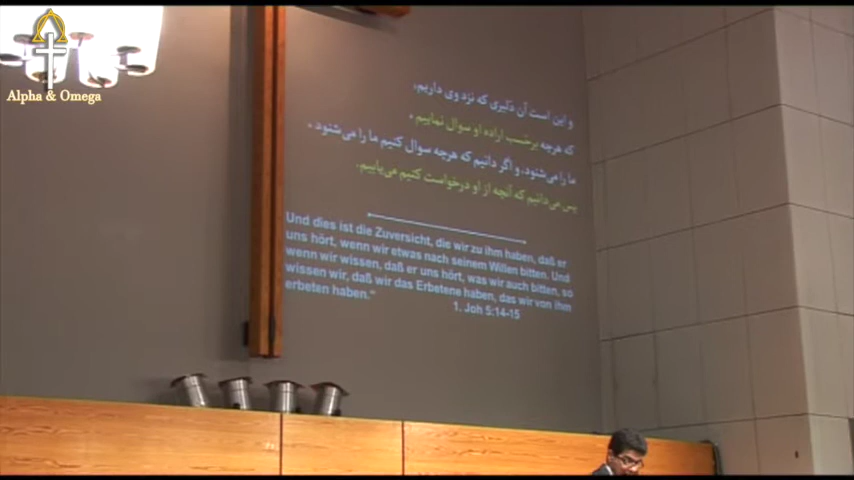 Alpha & Omega
و این است آن دلیری که نزد وی داریم،
که هرچه برحسب اراده او سوال نماییم ،
ما را می‌شنود. و اگر دانیم که هرچه سوال کنیم ما را می‌شنود ،
پس می‌دانیم که آنچه از او درخواست کنیم می‌یابیم.
Und dies ist die Zuversicht, die wir zu ihm haben, daß er
uns hört, wenn wir etwas nach seinem Willen bitten. Und
wenn wir wissen, daß er uns hört, was wir auch bitten, so
wissen wir, daß wir das Erbetene haben, das wir von ihm
erbeten haben."
1. Joh 5:14-15